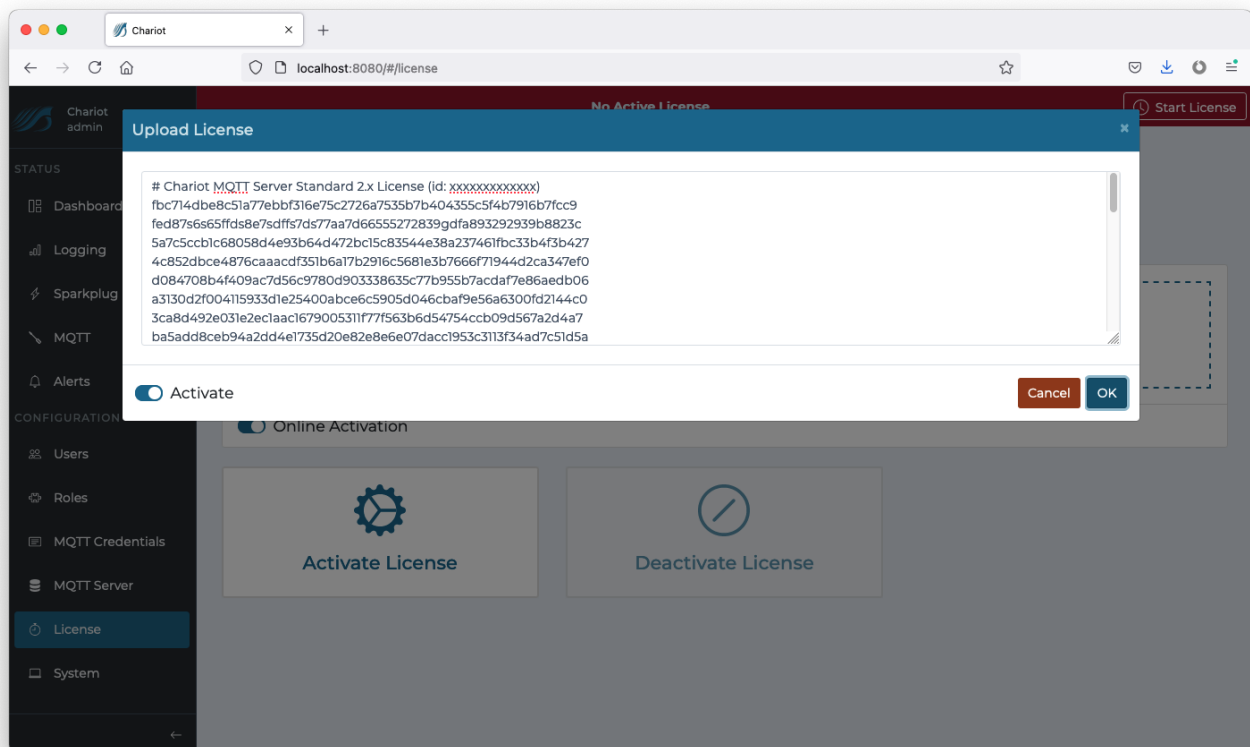 Chariot
localhost:8080/#/license
Chariot
admin
No Active License
Start License
Upload License
# Chariot MQTT Server Standard 2.x License (id: xxxxxxxxxxxxx)
fbc714dbe8c51a77ebbf316e75c2726a7535b7b404355c5f4b7916b7fcc9
fed87s6s65ffds8e7sdffs7ds77aa7d66555272839gdfa893292939b8823c
5a7c5ccb1c68058d4e93b64d472bc15c83544e38a237461fbc33b4f3b427
4c852dbce4876caaacdf351b6a17b2916c5681e3b7666f71944d2ca347ef0
d084708b4f409ac7d56c9780d903338635c77b955b7acdaf7e86aedb06
a3130d2f004115933d1e25400abce6c5905d046cbaf9e56a6300fd2144c0
3ca8d492e031e2ec1aac1679005311f77f563b6d54754ccb09d567a2d4a7
ba5add8ceb94a2dd4e1735d20e82e8e6e07dacc1953c3113f34ad7c51d5a
Activate
Cancel
OK
STATUS
Dashboard
Logging
Sparkplug
MQTT
Alerts
CONFIGURATION
Users
Roles
MQTT Credentials
MQTT Server
License
System
Online Activation
Activate License
Deactivate License